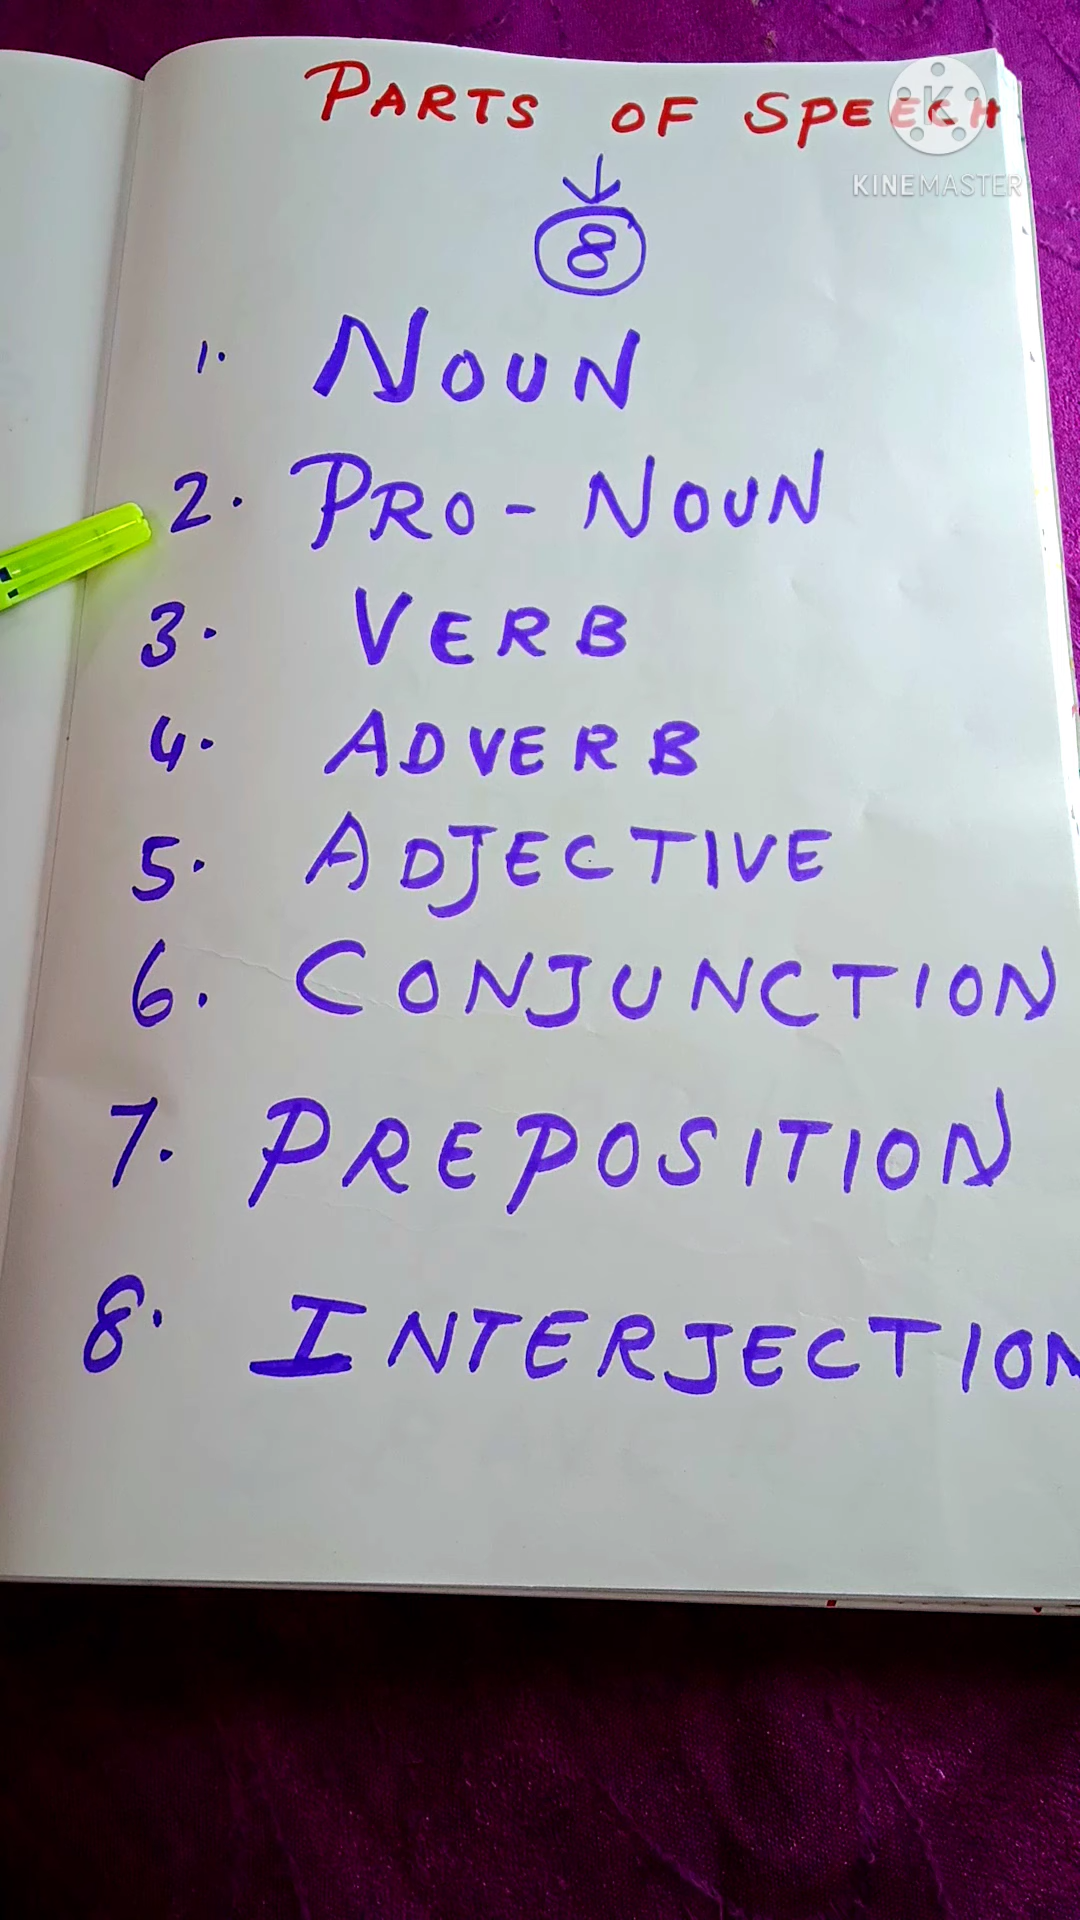 PARTS OF SPEECH
KINEMASTER
8
1. NOUN
2. PRO-NOUN
3. VERB
4. ADVERB
5. ADJECTIVE
6. CONJUNCTION
7. PREPOSITION
8. INTERJECTION